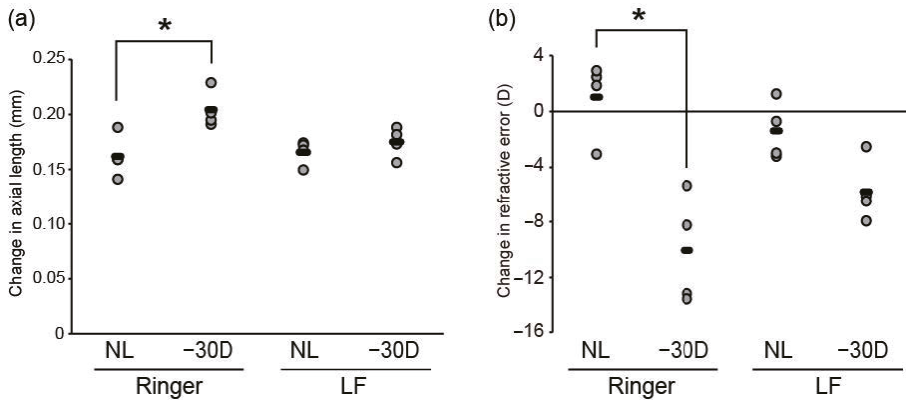 (a)
*
Change in axial length (mm)
0.25
0.20
0.15
0.10
0.05
0
NL −30D NL −30D
Ringer LF
(b)
*
Change in refractive error (D)
4
0
−4
−8
−12
−16
NL −30D NL −30D
Ringer LF